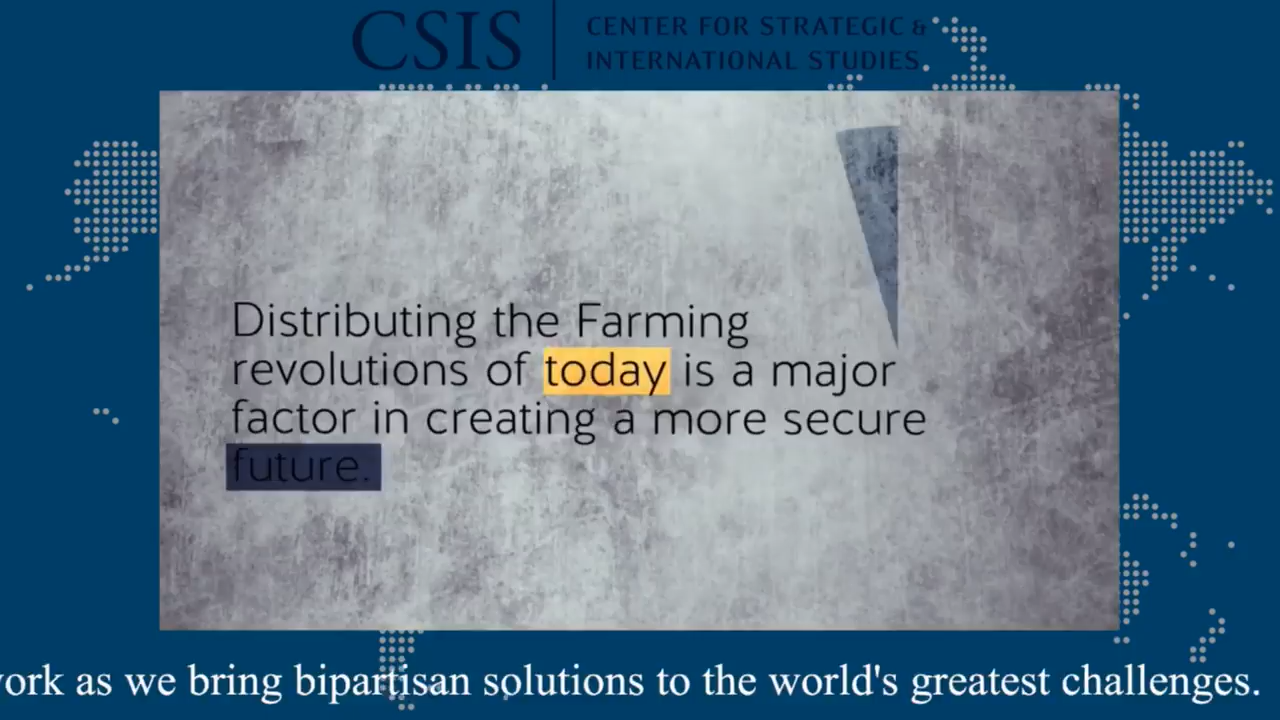 CSIS
CENTER FOR STRATEGIC &
INTERNATIONAL STUDIES
Distributing the Farming
revolutions of today is a major
factor in creating a more secure
future.
as we bring bipartisan solutions to the world's greatest challenges.